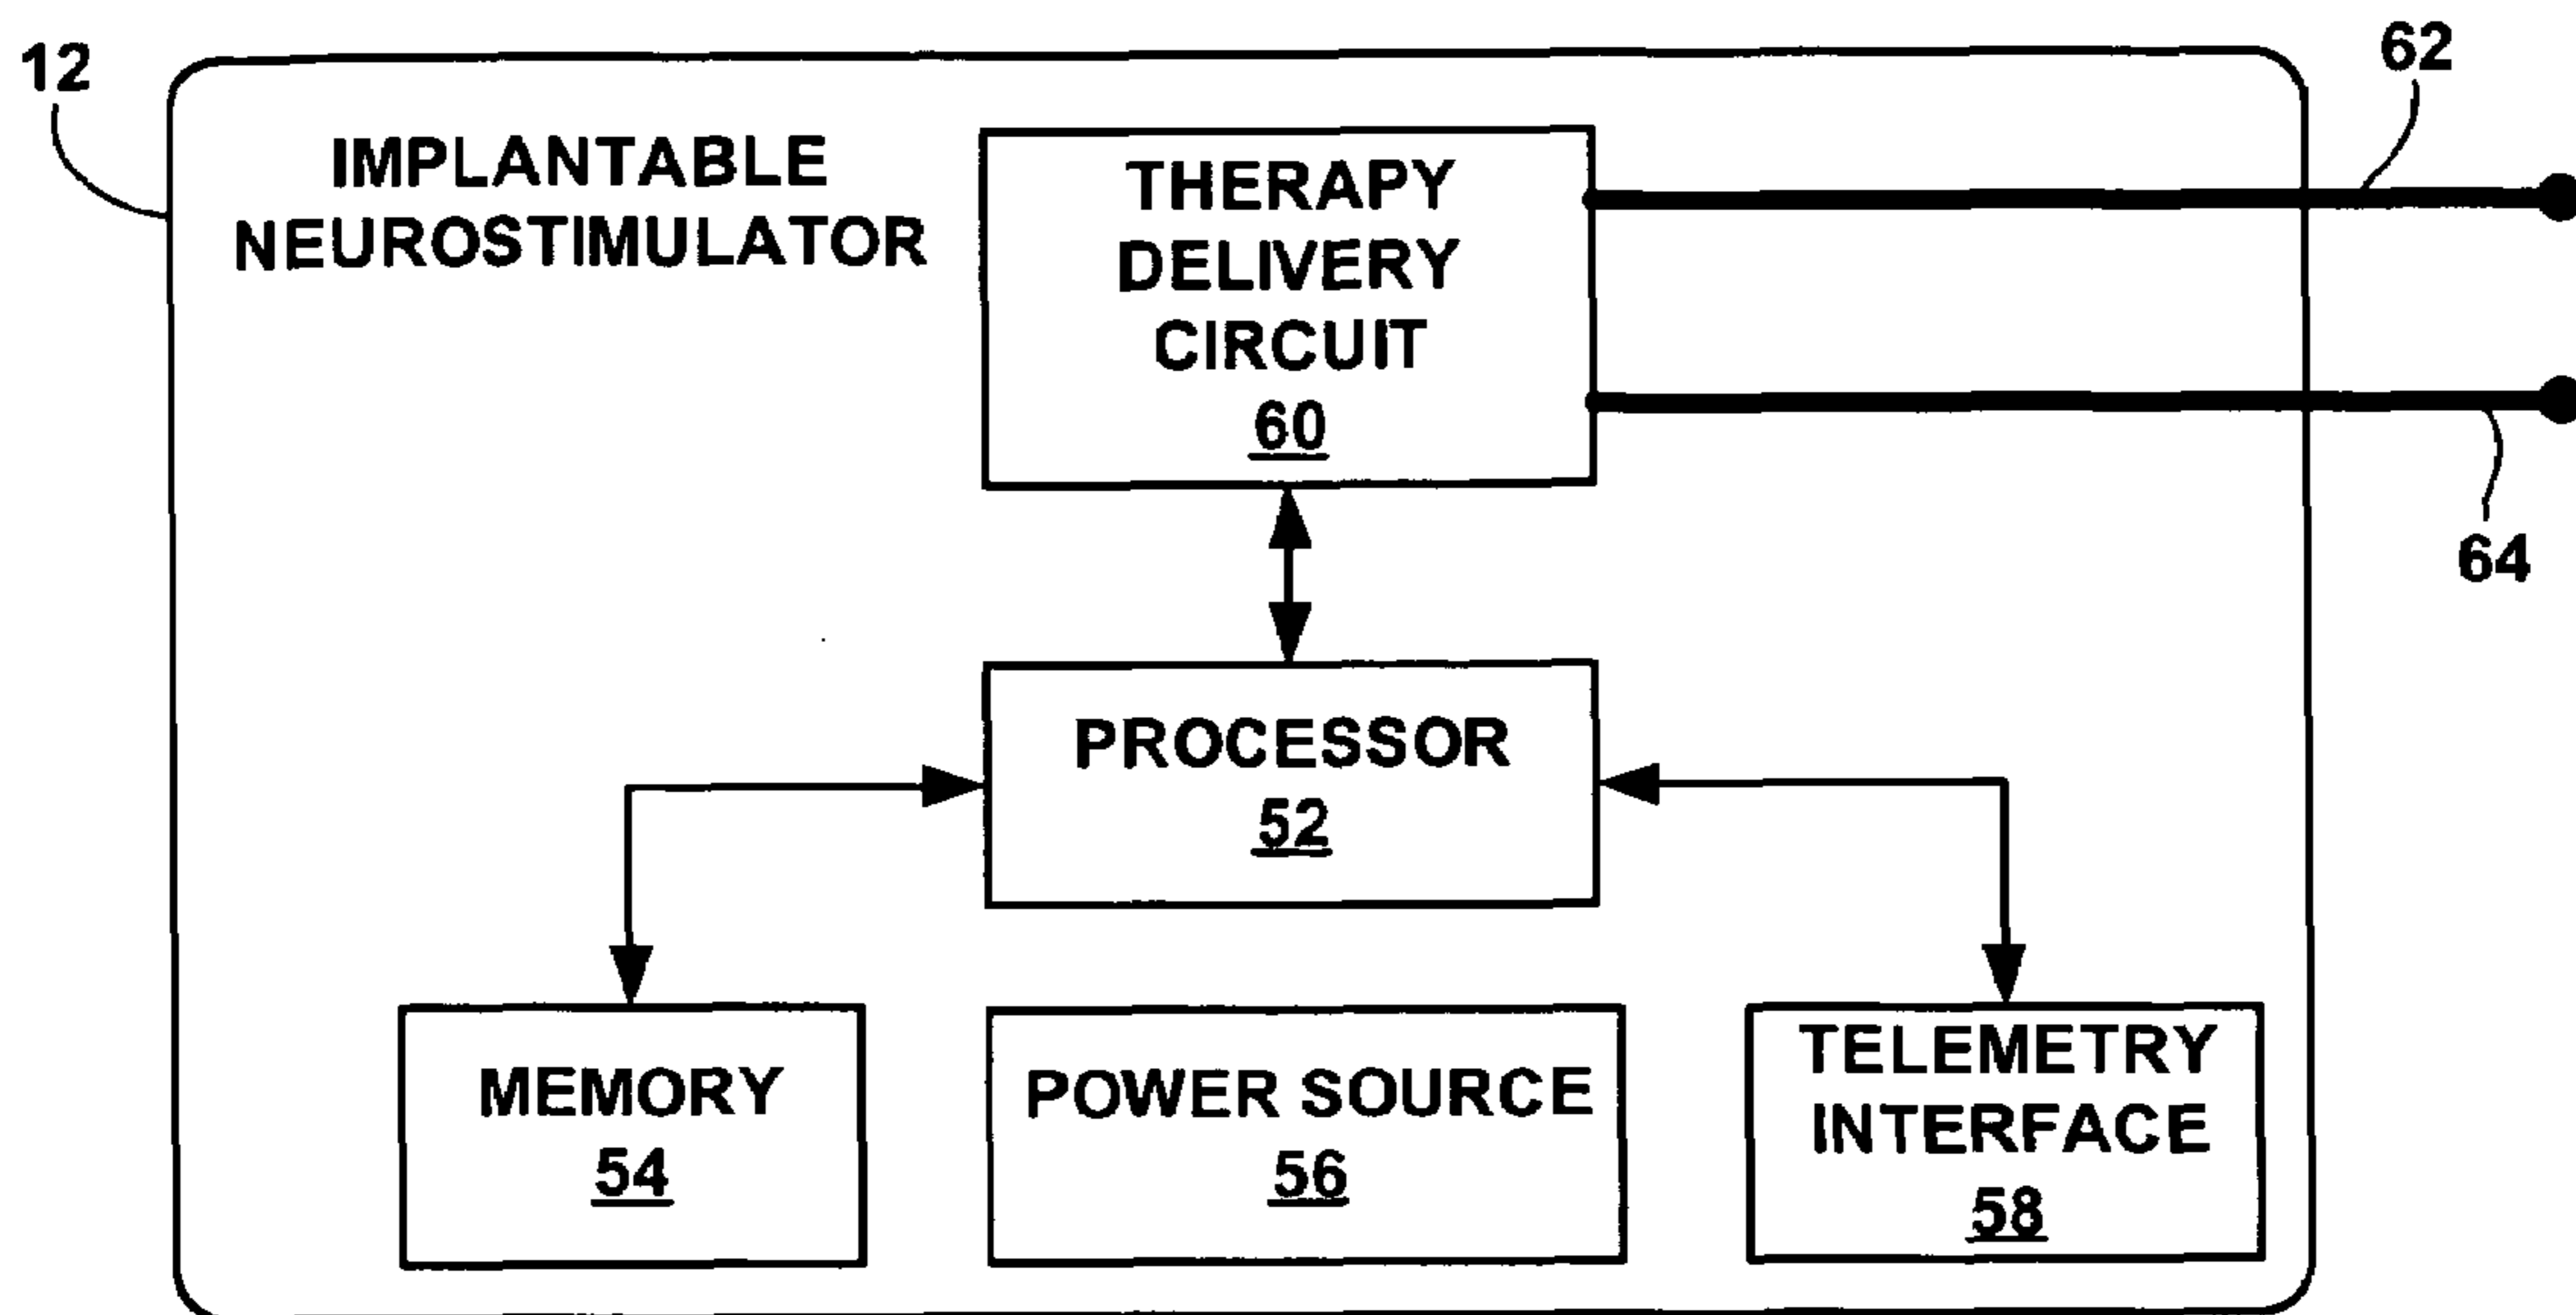 12
62
IMPLANTABLE
NEUROSTIMULATOR
THERAPY
DELIVERY
CIRCUIT
60
64
PROCESSOR
52
MEMORY
54
POWER SOURCE
56
TELEMETRY
INTERFACE
58